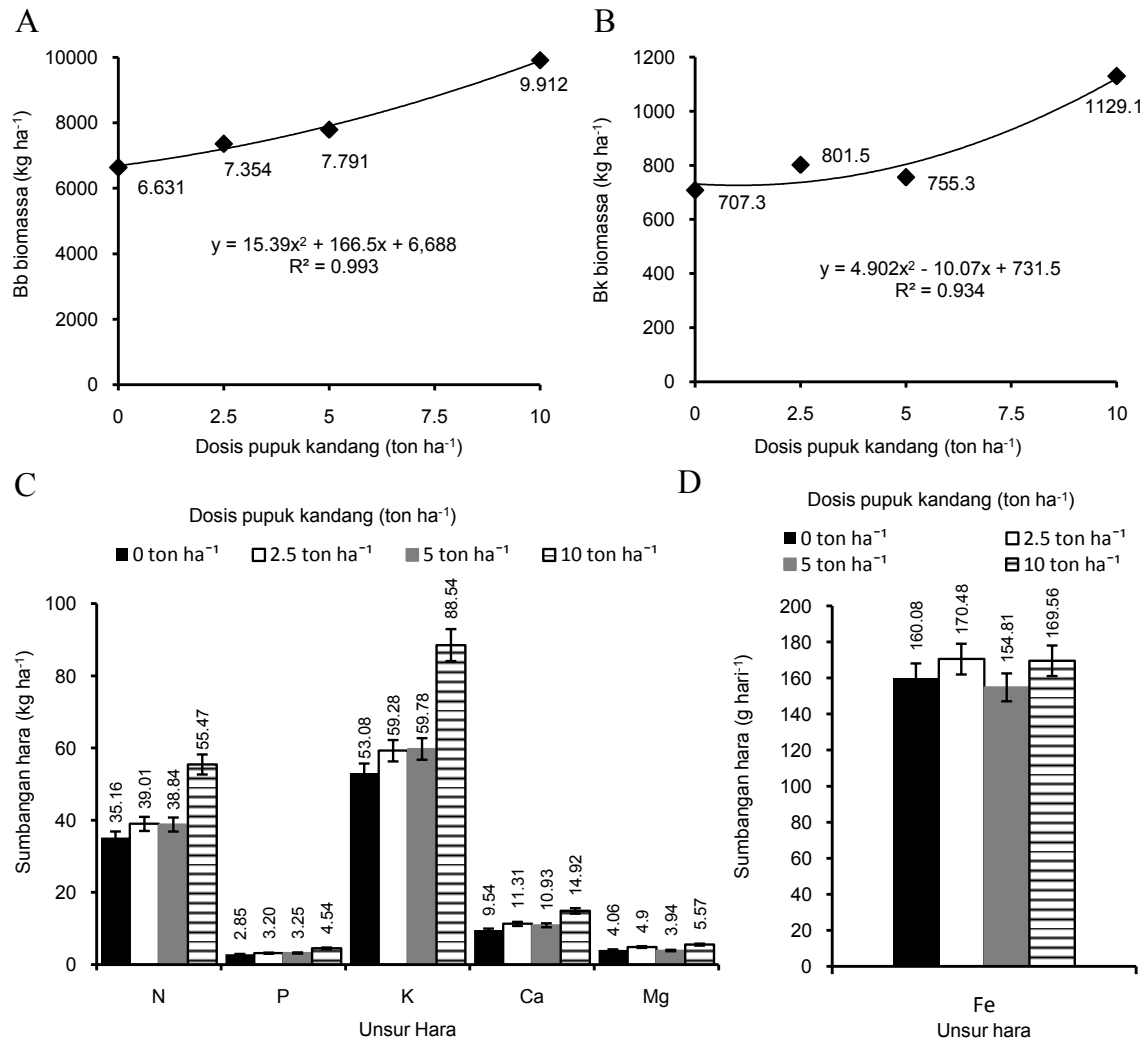 A
Bb biomassa (kg ha⁻¹)
10000
8000
6000
4000
2000
0
6.631
7.354
7.791
9.912
y = 15.39x² + 166.5x + 6,688
R² = 0.993
0 2.5 5 7.5 10
Dosis pupuk kandang (ton ha⁻¹)
B
Bk biomassa (kg ha⁻¹)
1200
1000
800
600
400
200
0
707.3
801.5
755.3
1129.1
y = 4.902x² - 10.07x + 731.5
R² = 0.934
0 2.5 5 7.5 10
Dosis pupuk kandang (ton ha⁻¹)
C
Dosis pupuk kandang (ton ha⁻¹)
0 ton ha⁻¹ 2.5 ton ha⁻¹ 5 ton ha⁻¹ 10 ton ha⁻¹
Sumbangan hara (kg ha⁻¹)
100
80
60
40
20
0
35.16 39.01 38.84 55.47
2.85 3.20 3.25 4.54
53.08 59.28 59.78 88.54
9.54 11.31 10.93 14.92
4.06 4.9 3.94 5.57
N P K Ca Mg
Unsur Hara
D
Dosis pupuk kandang (ton ha⁻¹)
0 ton ha⁻¹ 2.5 ton ha⁻¹
5 ton ha⁻¹ 10 ton ha⁻¹
Sumbangan hara (g hari⁻¹)
200
180
160
140
120
100
80
60
40
20
0
160.08 170.48 154.81 169.56
Fe
Unsur hara